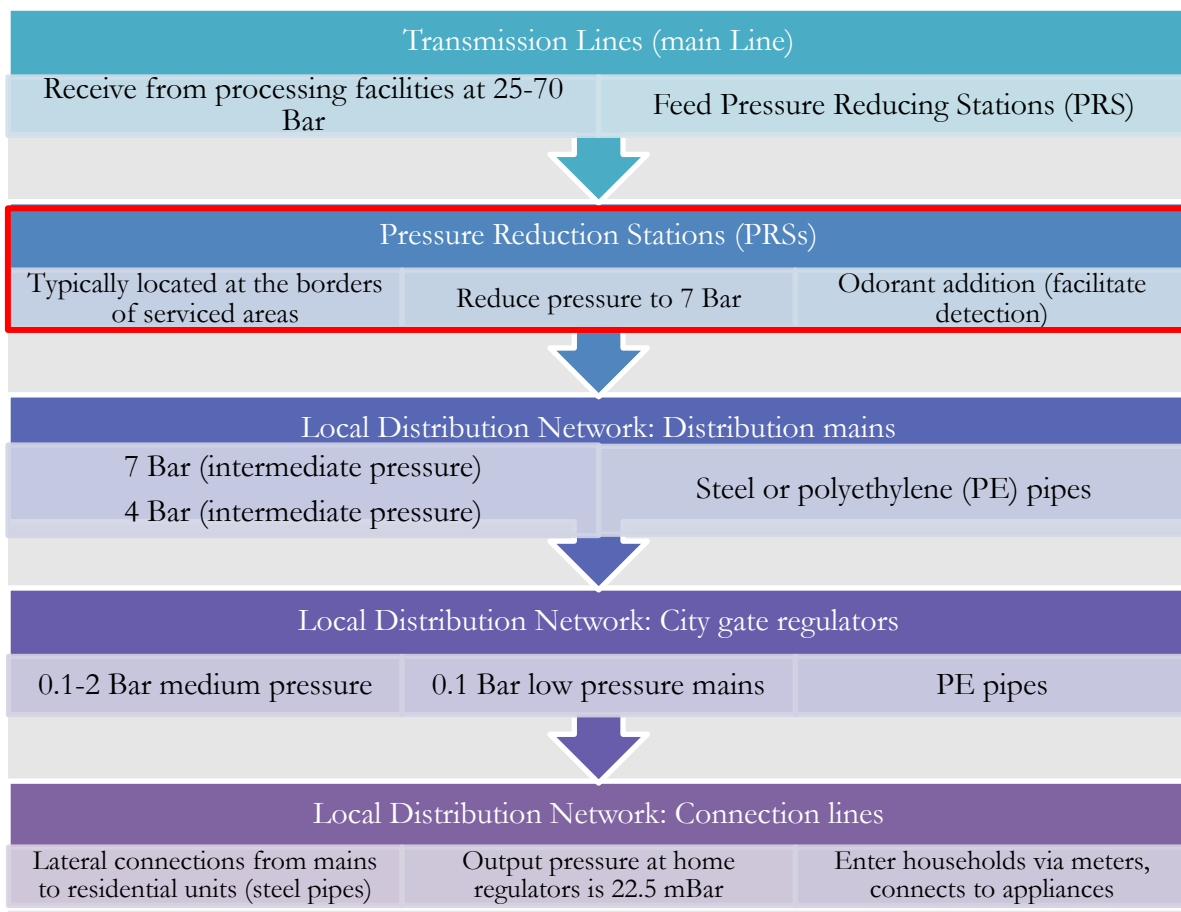 Transmission Lines (main Line)
Receive from processing facilities at 25-70
Bar
Feed Pressure Reducing Stations (PRS)
Pressure Reduction Stations (PRSs)
Typically located at the borders
of serviced areas
Reduce pressure to 7 Bar
Odorant addition (facilitate
detection)
Local Distribution Network: Distribution mains
7 Bar (intermediate pressure)
4 Bar (intermediate pressure)
Steel or polyethylene (PE) pipes
Local Distribution Network: City gate regulators
0.1-2 Bar medium pressure
0.1 Bar low pressure mains
PE pipes
Local Distribution Network: Connection lines
Lateral connections from mains
to residential units (steel pipes)
Output pressure at home
regulators is 22.5 mBar
Enter households via meters,
connects to appliances